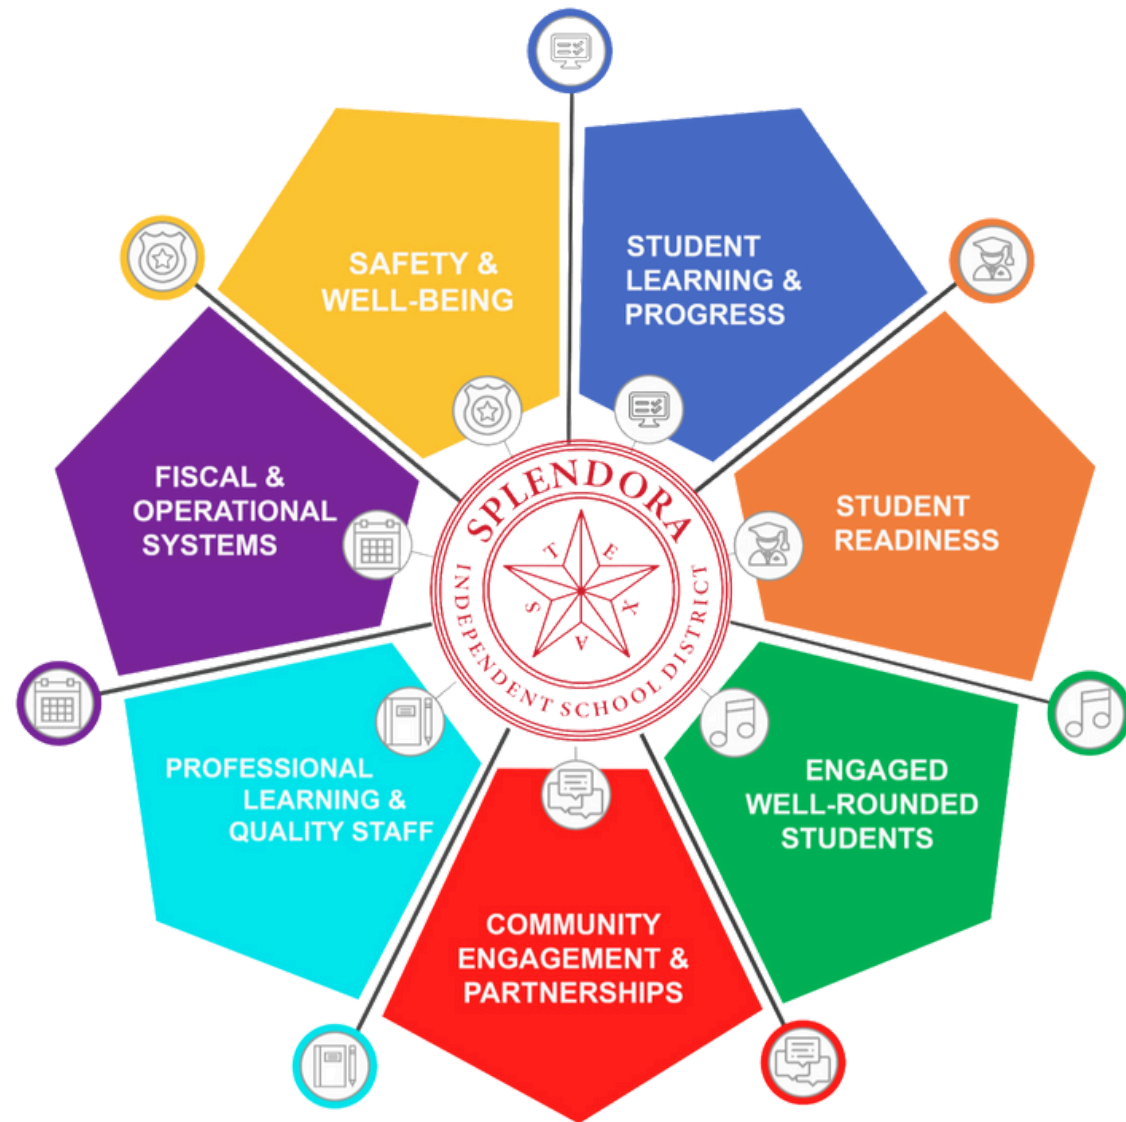 SAFETY &
WELL-BEING
STUDENT
LEARNING &
PROGRESS
FISCAL &
OPERATIONAL
SYSTEMS
STUDENT
READINESS
SPLENDORA
TEXAS
INDEPENDENT SCHOOL DISTRICT
PROFESSIONAL
LEARNING &
QUALITY STAFF
ENGAGED
WELL-ROUNDED
STUDENTS
COMMUNITY
ENGAGEMENT &
PARTNERSHIPS